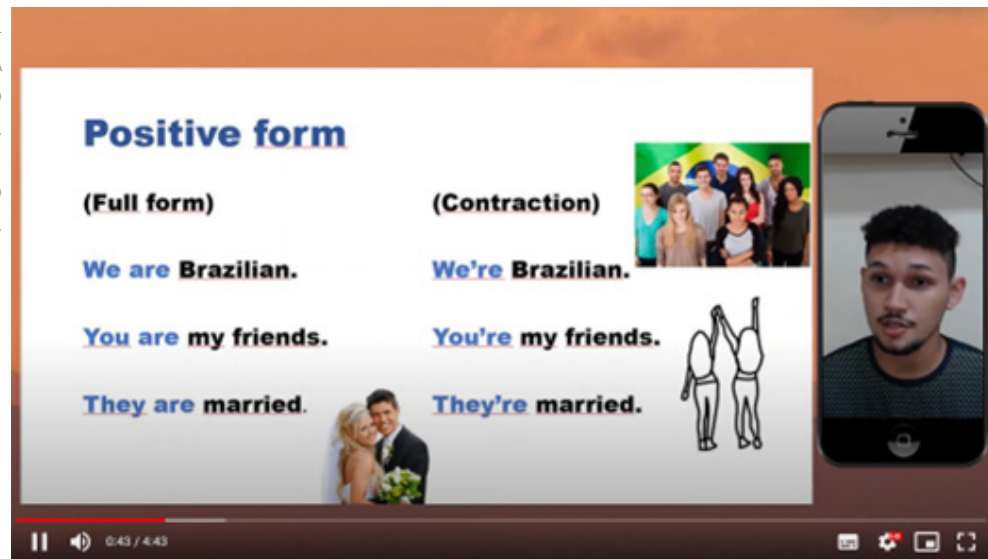 Positive form
(Full form) (Contraction)
We are Brazilian. We're Brazilian.
You are my friends. You're my friends.
They are married. They're married.
0:43 / 4:43